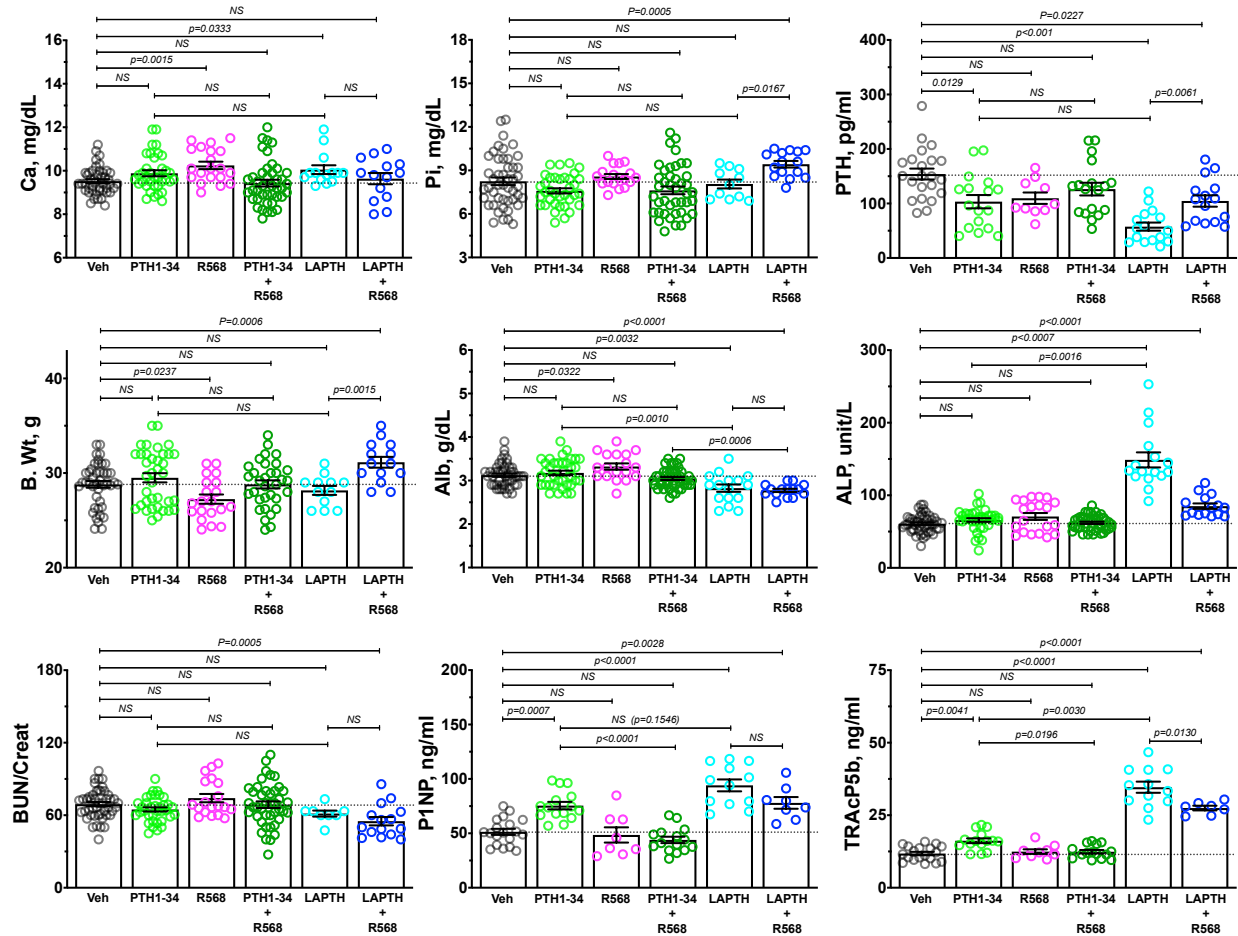 NS
p=0.0333
NS
p=0.0015
NS
NS
NS
NS
Ca, mg/dL
16
14
12
10
8
6
Veh
PTH1-34
R568
PTH1-34
+
R568
LAPTH
LAPTH
+
R568
P=0.0005
NS
NS
NS
NS
NS
p=0.0167
NS
Pi, mg/dL
18
15
12
9
6
3
Veh
PTH1-34
R568
PTH1-34
+
R568
LAPTH
LAPTH
+
R568
P=0.0227
p<0.001
NS
NS
0.0129
NS
p=0.0061
NS
PTH, pg/ml
400
300
200
100
0
Veh
PTH1-34
R568
PTH1-34
+
R568
LAPTH
LAPTH
+
R568
P=0.0006
NS
NS
p=0.0237
NS
NS
p=0.0015
NS
B. Wt, g
40
30
20
Veh
PTH1-34
R568
PTH1-34
+
R568
LAPTH
LAPTH
+
R568
p<0.0001
p=0.0032
NS
p=0.0322
NS
NS
p=0.0010
NS
p=0.0006
Alb, g/dL
6
5
4
3
2
1
Veh
PTH1-34
R568
PTH1-34
+
R568
LAPTH
LAPTH
+
R568
p<0.0001
p<0.0007
p=0.0016
NS
NS
NS
ALP, unit/L
300
200
100
0
Veh
PTH1-34
R568
PTH1-34
+
R568
LAPTH
LAPTH
+
R568
P=0.0005
NS
NS
NS
NS
NS
NS
NS
BUN/Creat
180
120
60
0
Veh
PTH1-34
R568
PTH1-34
+
R568
LAPTH
LAPTH
+
R568
p=0.0028
p<0.0001
NS
NS
p=0.0007
NS (p=0.1546)
p<0.0001
NS
P1NP, ng/ml
200
150
100
50
0
Veh
PTH1-34
R568
PTH1-34
+
R568
LAPTH
LAPTH
+
R568
p<0.0001
p<0.0001
NS
NS
p=0.0041
p=0.0030
p=0.0196
p=0.0130
TRAcP5b, ng/ml
75
50
25
0
Veh
PTH1-34
R568
PTH1-34
+
R568
LAPTH
LAPTH
+
R568